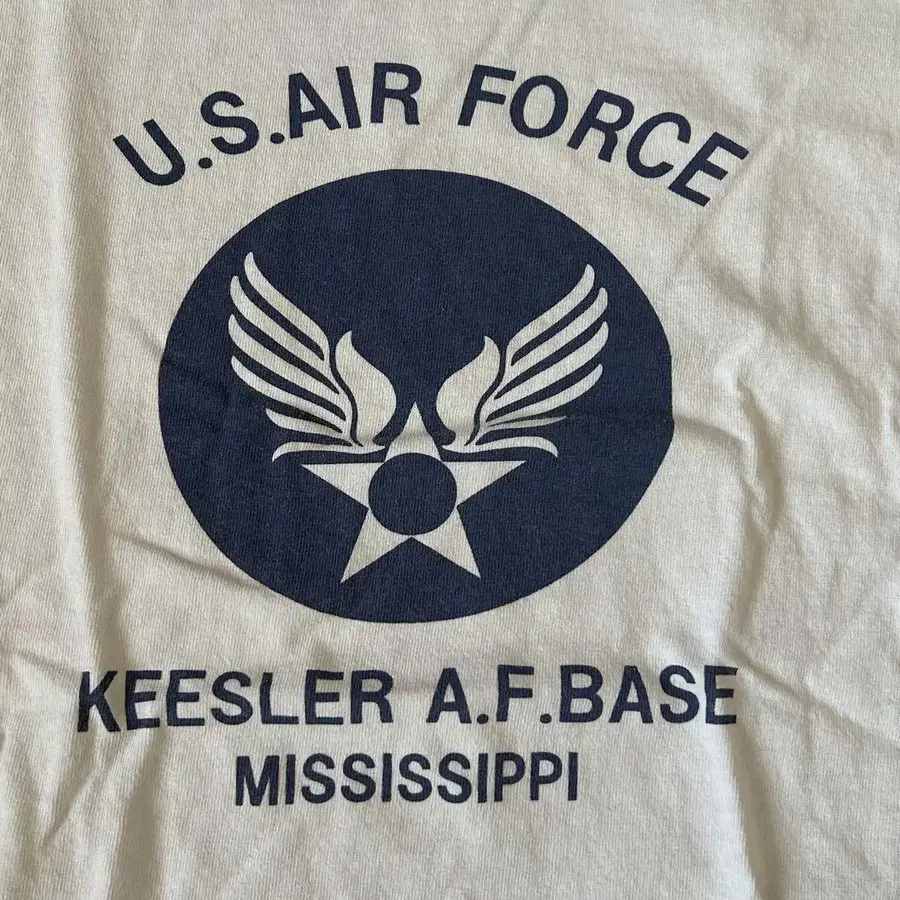 U.S.AIR FORCE
KEESLER A.F.BASE
MISSISSIPPI